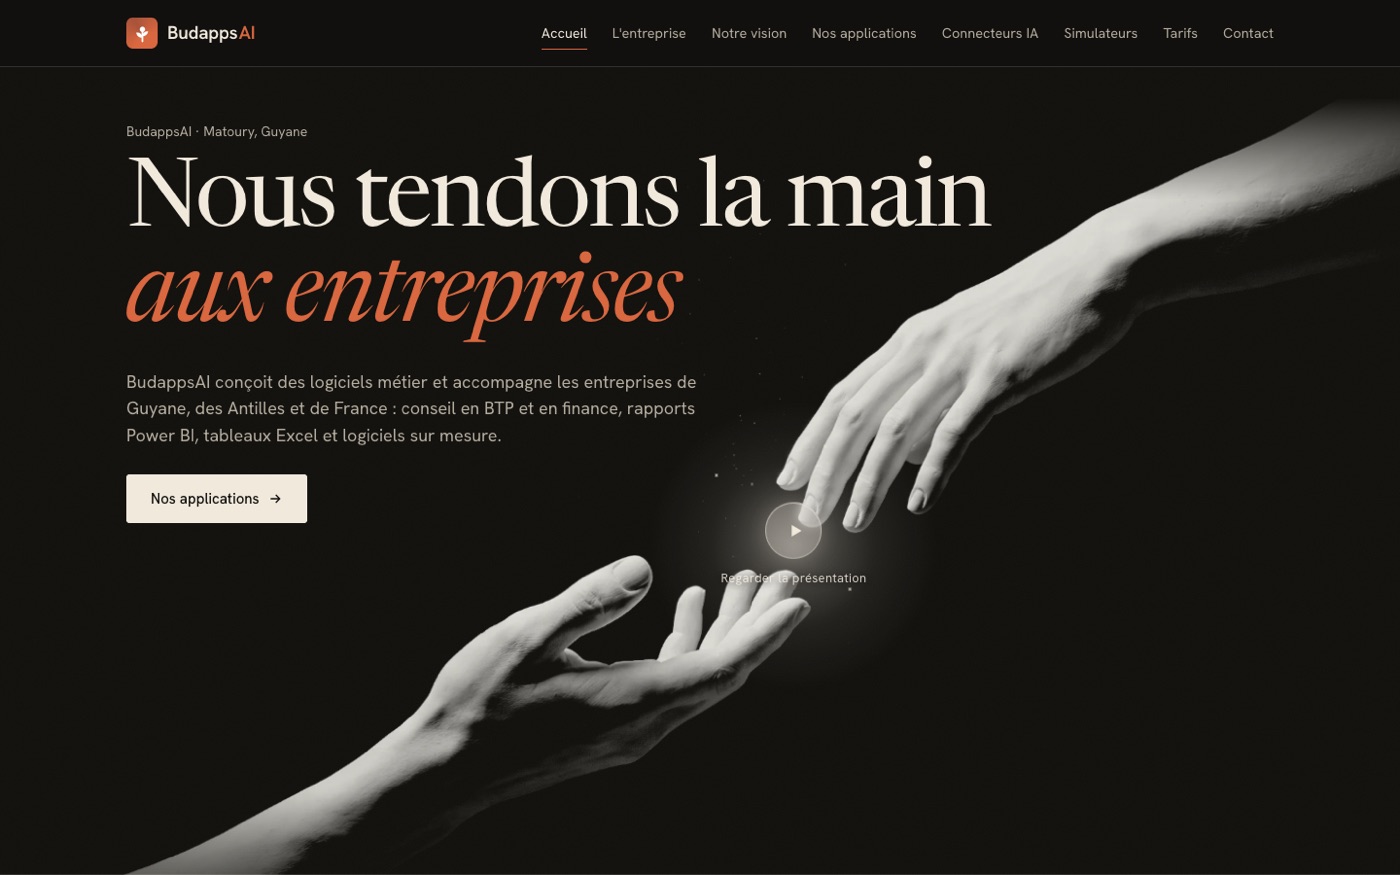 BudappsAI
Accueil
L'entreprise
Notre vision
Nos applications
Connecteurs IA
Simulateurs
Tarifs
Contact
BudappsAI · Matoury, Guyane
Nous tendons la main
aux entreprises
BudappsAI conçoit des logiciels métier et accompagne les entreprises de
Guyane, des Antilles et de France : conseil en BTP et en finance, rapports
Power BI, tableaux Excel et logiciels sur mesure.
Nos applications →
Regarder la présentation